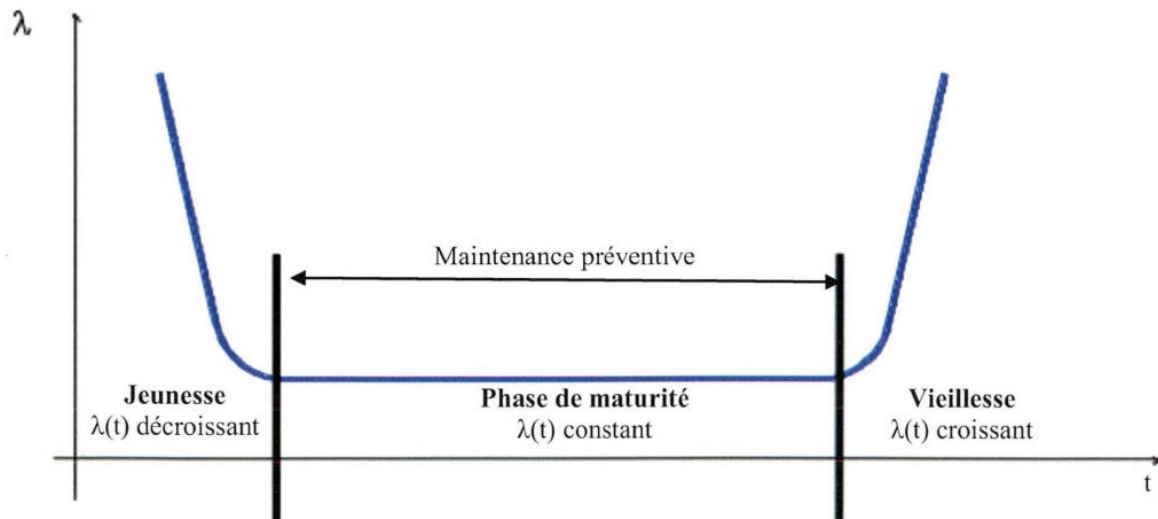 λ
Maintenance préventive
Jeunesse
λ(t) décroissant
Phase de maturité
λ(t) constant
Vieillesse
λ(t) croissant
t